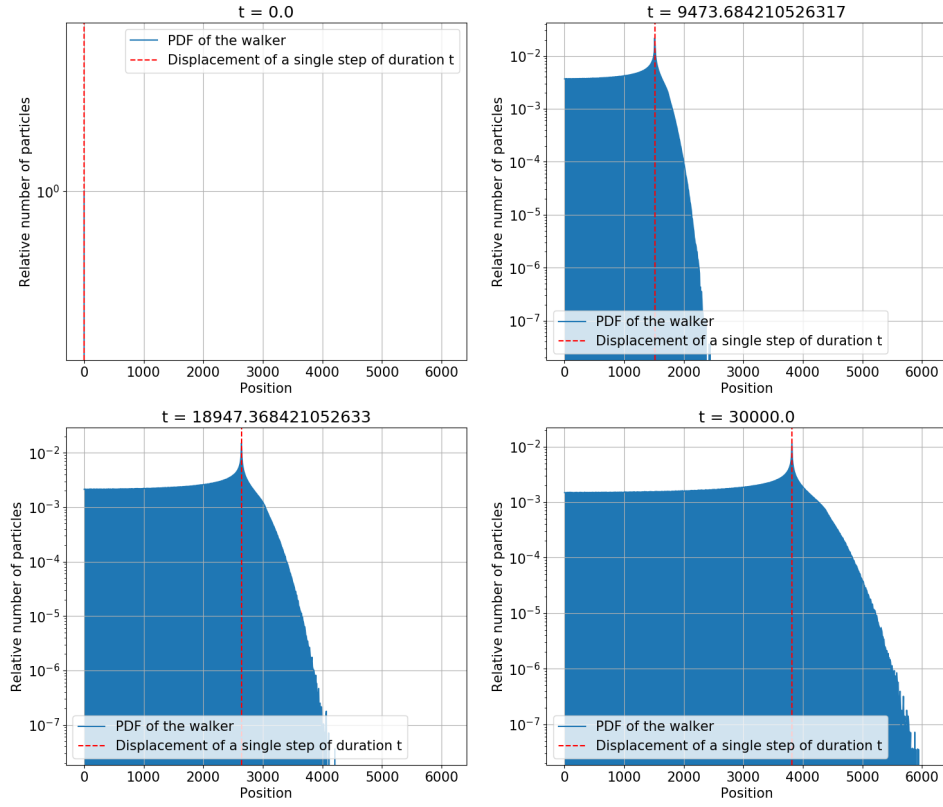 t = 0.0
Relative number of particles
10⁰
PDF of the walker
Displacement of a single step of duration t
0 1000 2000 3000 4000 5000 6000
Position
t = 9473.684210526317
Relative number of particles
10⁻²
10⁻³
10⁻⁴
10⁻⁵
10⁻⁶
10⁻⁷
PDF of the walker
Displacement of a single step of duration t
0 1000 2000 3000 4000 5000 6000
Position
t = 18947.368421052633
Relative number of particles
10⁻²
10⁻³
10⁻⁴
10⁻⁵
10⁻⁶
10⁻⁷
PDF of the walker
Displacement of a single step of duration t
0 1000 2000 3000 4000 5000 6000
Position
t = 30000.0
Relative number of particles
10⁻²
10⁻³
10⁻⁴
10⁻⁵
10⁻⁶
10⁻⁷
PDF of the walker
Displacement of a single step of duration t
0 1000 2000 3000 4000 5000 6000
Position